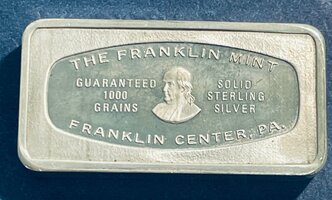 THE FRANKLIN MINT
GUARANTEED
1000
GRAINS
SOLID
STERLING
SILVER
FRANKLIN CENTER, PA.